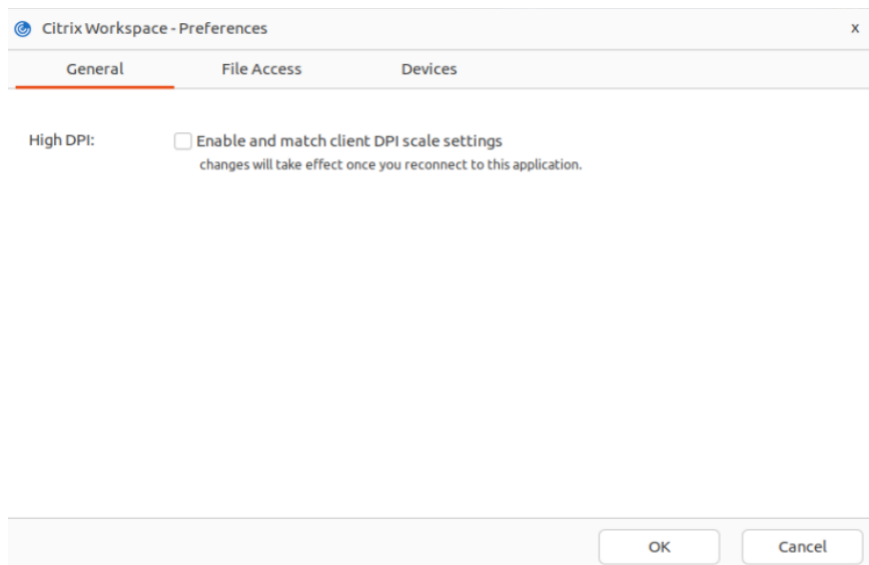 Citrix Workspace - Preferences x
General File Access Devices
High DPI: Enable and match client DPI scale settings
changes will take effect once you reconnect to this application.
OK Cancel